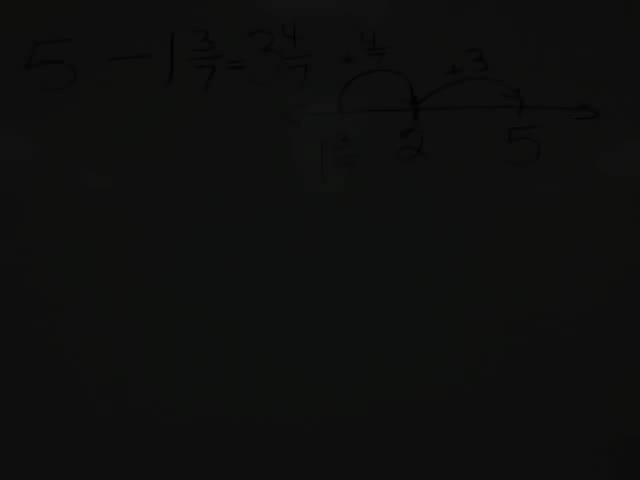 5 - 1 3/7 = 3 4/7
+ 4/7 + 3
1 3/7 2 5